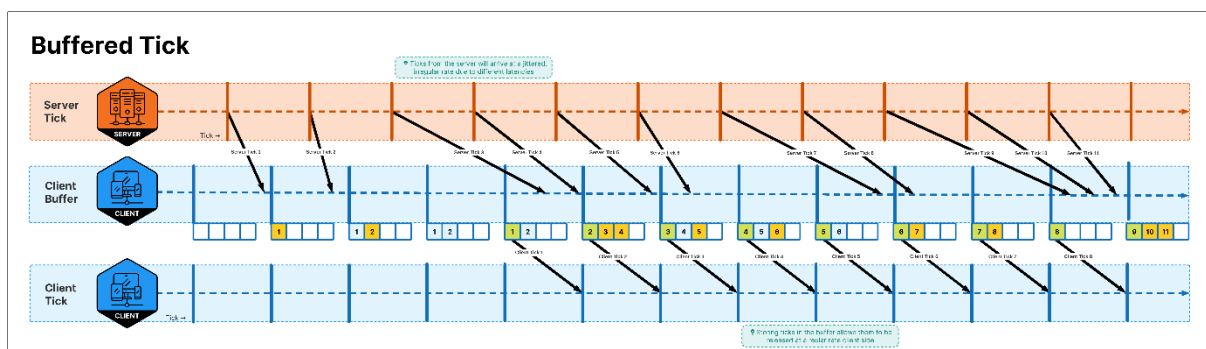 Buffered Tick
Ticks from the server will arrive at a jittered,
irregular rate due to different latencies
Server
Tick
SERVER
Tick →
Server Tick 1
Server Tick 2
Server Tick 3
Server Tick 4
Server Tick 5
Server Tick 6
Server Tick 7
Server Tick 8
Server Tick 9
Server Tick 10
Server Tick 11
Client
Buffer
CLIENT
1
1 2
1 2
1 2
2 3 4
3 4 5
4 5 6
5 6
6 7
7 8
8
9 10 11
Client Tick 1
Client Tick 2
Client Tick 3
Client Tick 4
Client Tick 5
Client Tick 6
Client Tick 7
Client Tick 8
Client
Tick
CLIENT
Tick →
Storing ticks in the buffer allows them to be
released at a regular rate client side